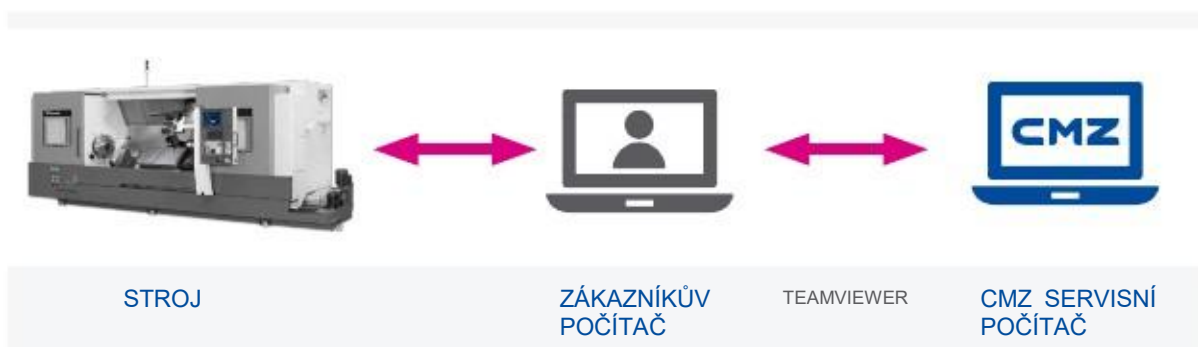 CMZ
STROJ
ZÁKAZNÍKŮV
POČÍTAČ
TEAMVIEWER
CMZ SERVISNÍ
POČÍTAČ